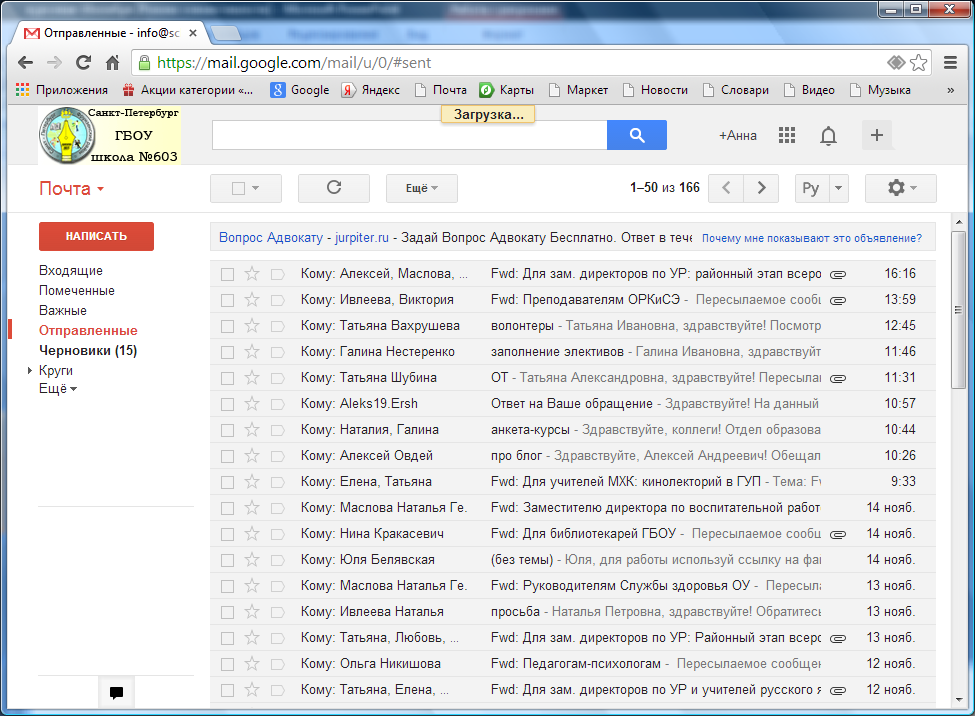 Отправленные - info@sc
https://mail.google.com/mail/u/0/#sent
Приложения Акции категории «... Google Яндекс Почта Карты Маркет Новости Словари Видео Музыка »
Санкт-Петербург
ГБОУ
школа №603
Загрузка...
+Анна
Почта
Ещё
1–50 из 166
Ру
НАПИСАТЬ
Входящие
Помеченные
Важные
Отправленные
Черновики (15)
Круги
Ещё
Вопрос Адвокату - jurpiter.ru - Задай Вопрос Адвокату Бесплатно. Ответ в тече Почему мне показывают это объявление?
Кому: Алексей, Маслова, ... Fwd: Для зам. директоров по УР: районный этап всеро 16:16
Кому: Ивлеева, Виктория Fwd: Преподавателям ОРКиСЭ - Пересылаемое сообщ 13:59
Кому: Татьяна Вахрушева волонтеры - Татьяна Ивановна, здравствуйте! Посмотр 12:45
Кому: Галина Нестеренко заполнение элективов - Галина Ивановна, здравствуйт 11:46
Кому: Татьяна Шубина ОТ - Татьяна Александровна, здравствуйте! Пересыла 11:31
Кому: Aleks19.Ersh Ответ на Ваше обращение - Здравствуйте! На данный 10:57
Кому: Наталия, Галина анкета-курсы - Здравствуйте, коллеги! Отдел образова 10:44
Кому: Алексей Овдей про блог - Здравствуйте, Алексей Андреевич! Обещал 10:26
Кому: Елена, Татьяна Fwd: Для учителей МХК: кинолекторий в ГУП - Тема: Fw 9:33
Кому: Маслова Наталья Ге. Fwd: Заместителю директора по воспитательной работ 14 нояб.
Кому: Нина Кракасевич Fwd: Для библиотекарей ГБОУ - Пересылаемое сообщ 14 нояб.
Кому: Юля Белявская (без темы) - Юля, для работы используй ссылку на фа 14 нояб.
Кому: Маслова Наталья Ге. Fwd: Руководителям Службы здоровья ОУ - Пересыла 13 нояб.
Кому: Ивлеева Наталья просьба - Наталья Петровна, здравствуйте! Обратитесь 13 нояб.
Кому: Татьяна, Любовь, ... Fwd: Для зам. директоров по УР: Районный этап всеро 13 нояб.
Кому: Ольга Никишова Fwd: Педагогам-психологам - Пересылаемое сообщен 12 нояб.
Кому: Татьяна, Елена, ... Fwd: Для зам. директоров по УР и учителей русского я 12 нояб.